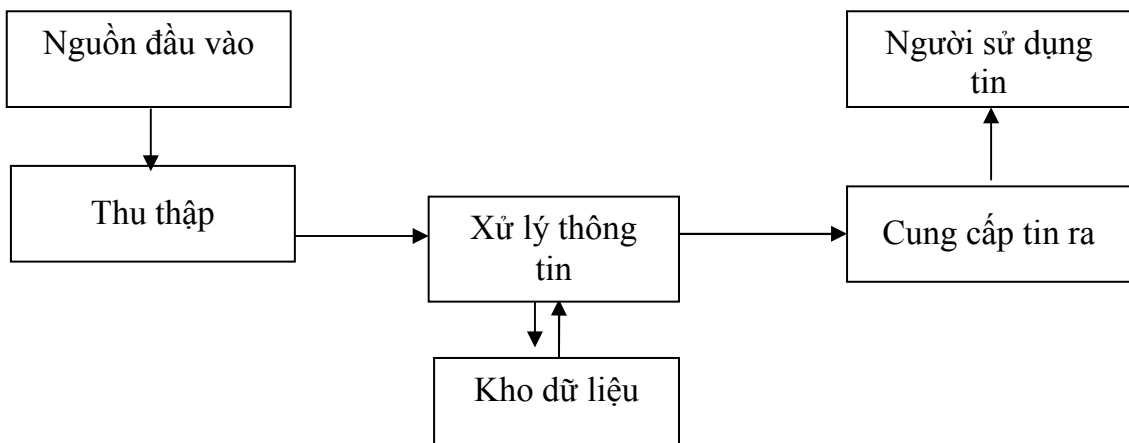 Nguồn đầu vào
Người sử dụng
tin
Thu thập
Xử lý thông
tin
Cung cấp tin ra
Kho dữ liệu